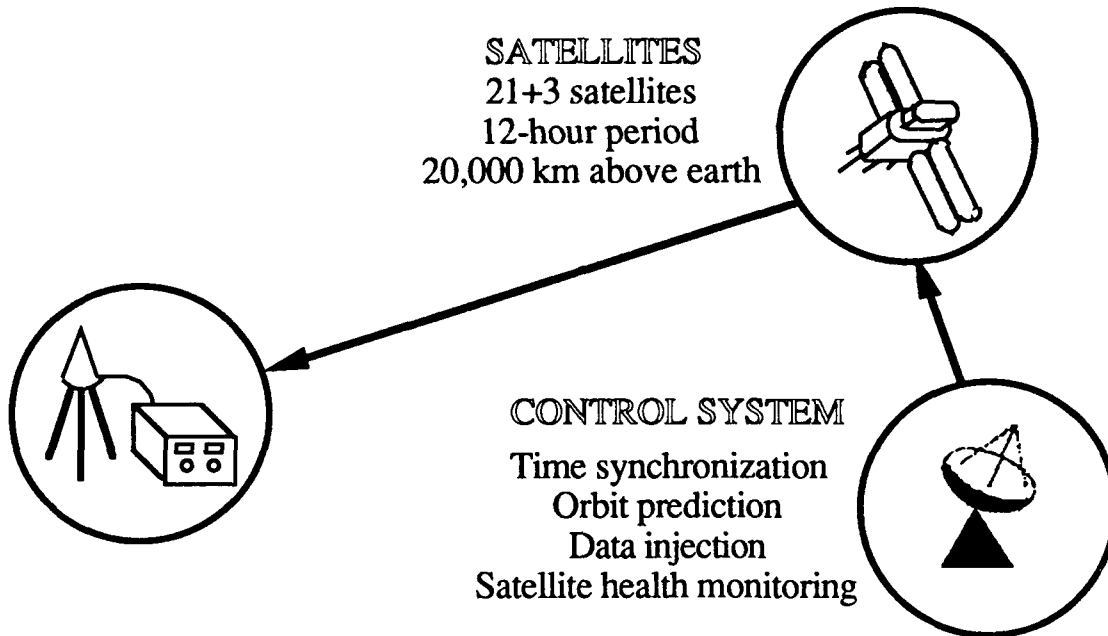 SATELLITES
21+3 satellites
12-hour period
20,000 km above earth
CONTROL SYSTEM
Time synchronization
Orbit prediction
Data injection
Satellite health monitoring